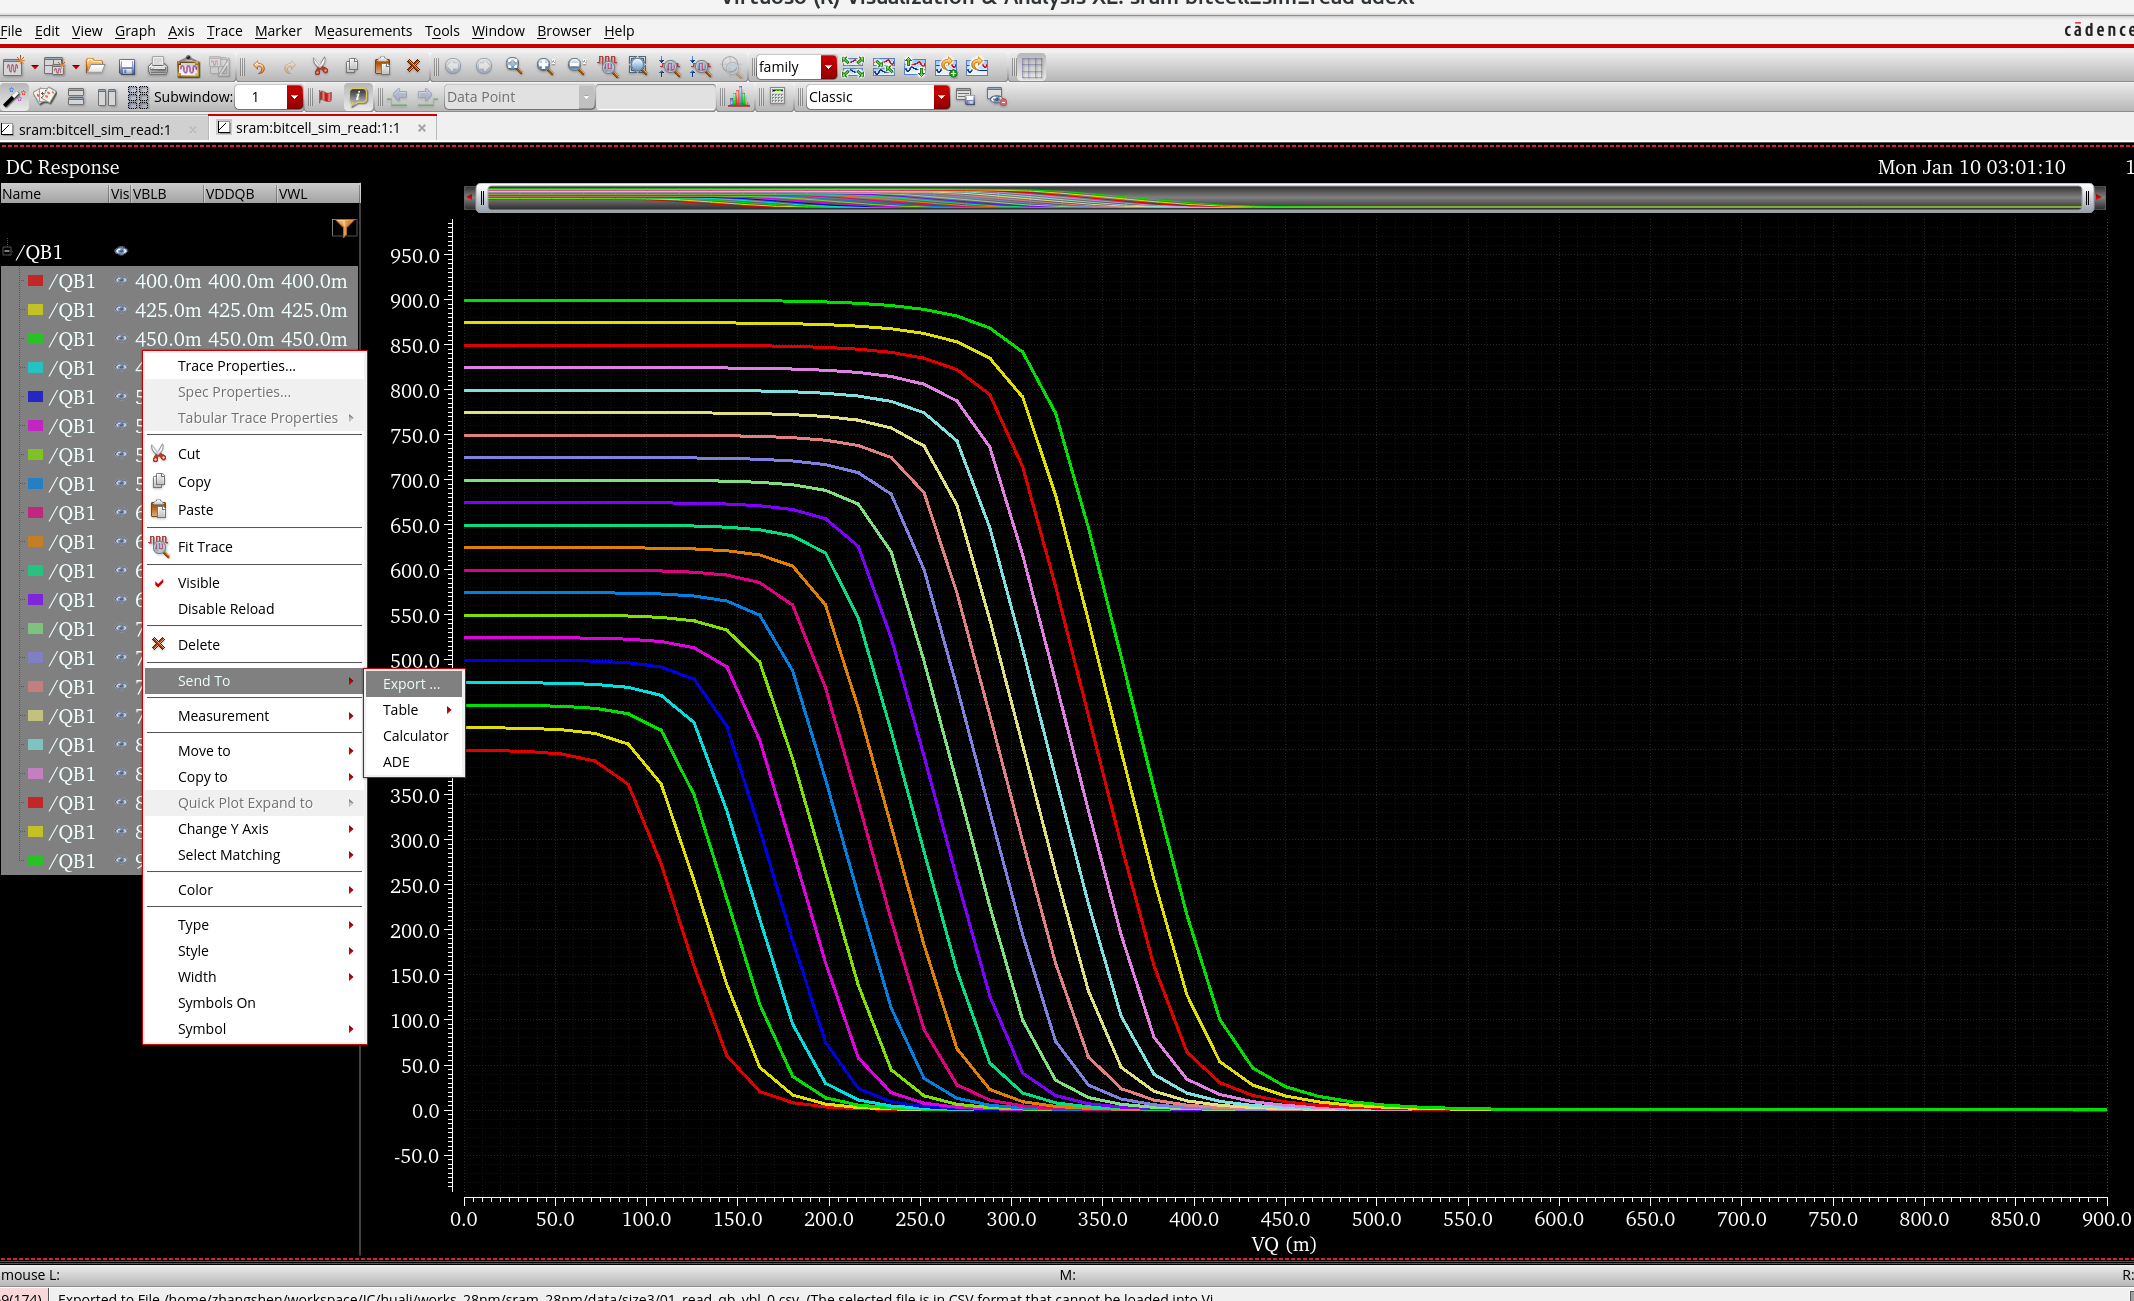 File Edit View Graph Axis Trace Marker Measurements Tools Window Browser Help
cādence
family
Subwindow: 1 Data Point Classic
sram:bitcell_sim_read:1 sram:bitcell_sim_read:1:1
DC Response
Mon Jan 10 03:01:10 1
Name Vis VBLB VDDQB VWL
/QB1
/QB1 400.0m 400.0m 400.0m
/QB1 425.0m 425.0m 425.0m
/QB1 450.0m 450.0m 450.0m
/QB1 4
/QB1 5
/QB1 5
/QB1 5
/QB1 5
/QB1 6
/QB1 6
/QB1 6
/QB1 6
/QB1 7
/QB1 7
/QB1 7
/QB1 7
/QB1 8
/QB1 8
/QB1 8
/QB1 8
/QB1 9
Trace Properties...
Spec Properties...
Tabular Trace Properties
Cut
Copy
Paste
Fit Trace
Visible
Disable Reload
Delete
Send To
Measurement
Move to
Copy to
Quick Plot Expand to
Change Y Axis
Select Matching
Color
Type
Style
Width
Symbols On
Symbol
Export ...
Table
Calculator
ADE
950.0
900.0
850.0
800.0
750.0
700.0
650.0
600.0
550.0
500.0
350.0
300.0
250.0
200.0
150.0
100.0
50.0
0.0
-50.0
0.0 50.0 100.0 150.0 200.0 250.0 300.0 350.0 400.0 450.0 500.0 550.0 600.0 650.0 700.0 750.0 800.0 850.0 900.0
VQ (m)
mouse L: M: R:
9(174) Exported to File /home/zhangshen/workspace/IC/huali/works_28nm/sram_28nm/data/size3/01_read_qb_vbl_0.csv. (The selected file is in CSV format that cannot be loaded into Vi